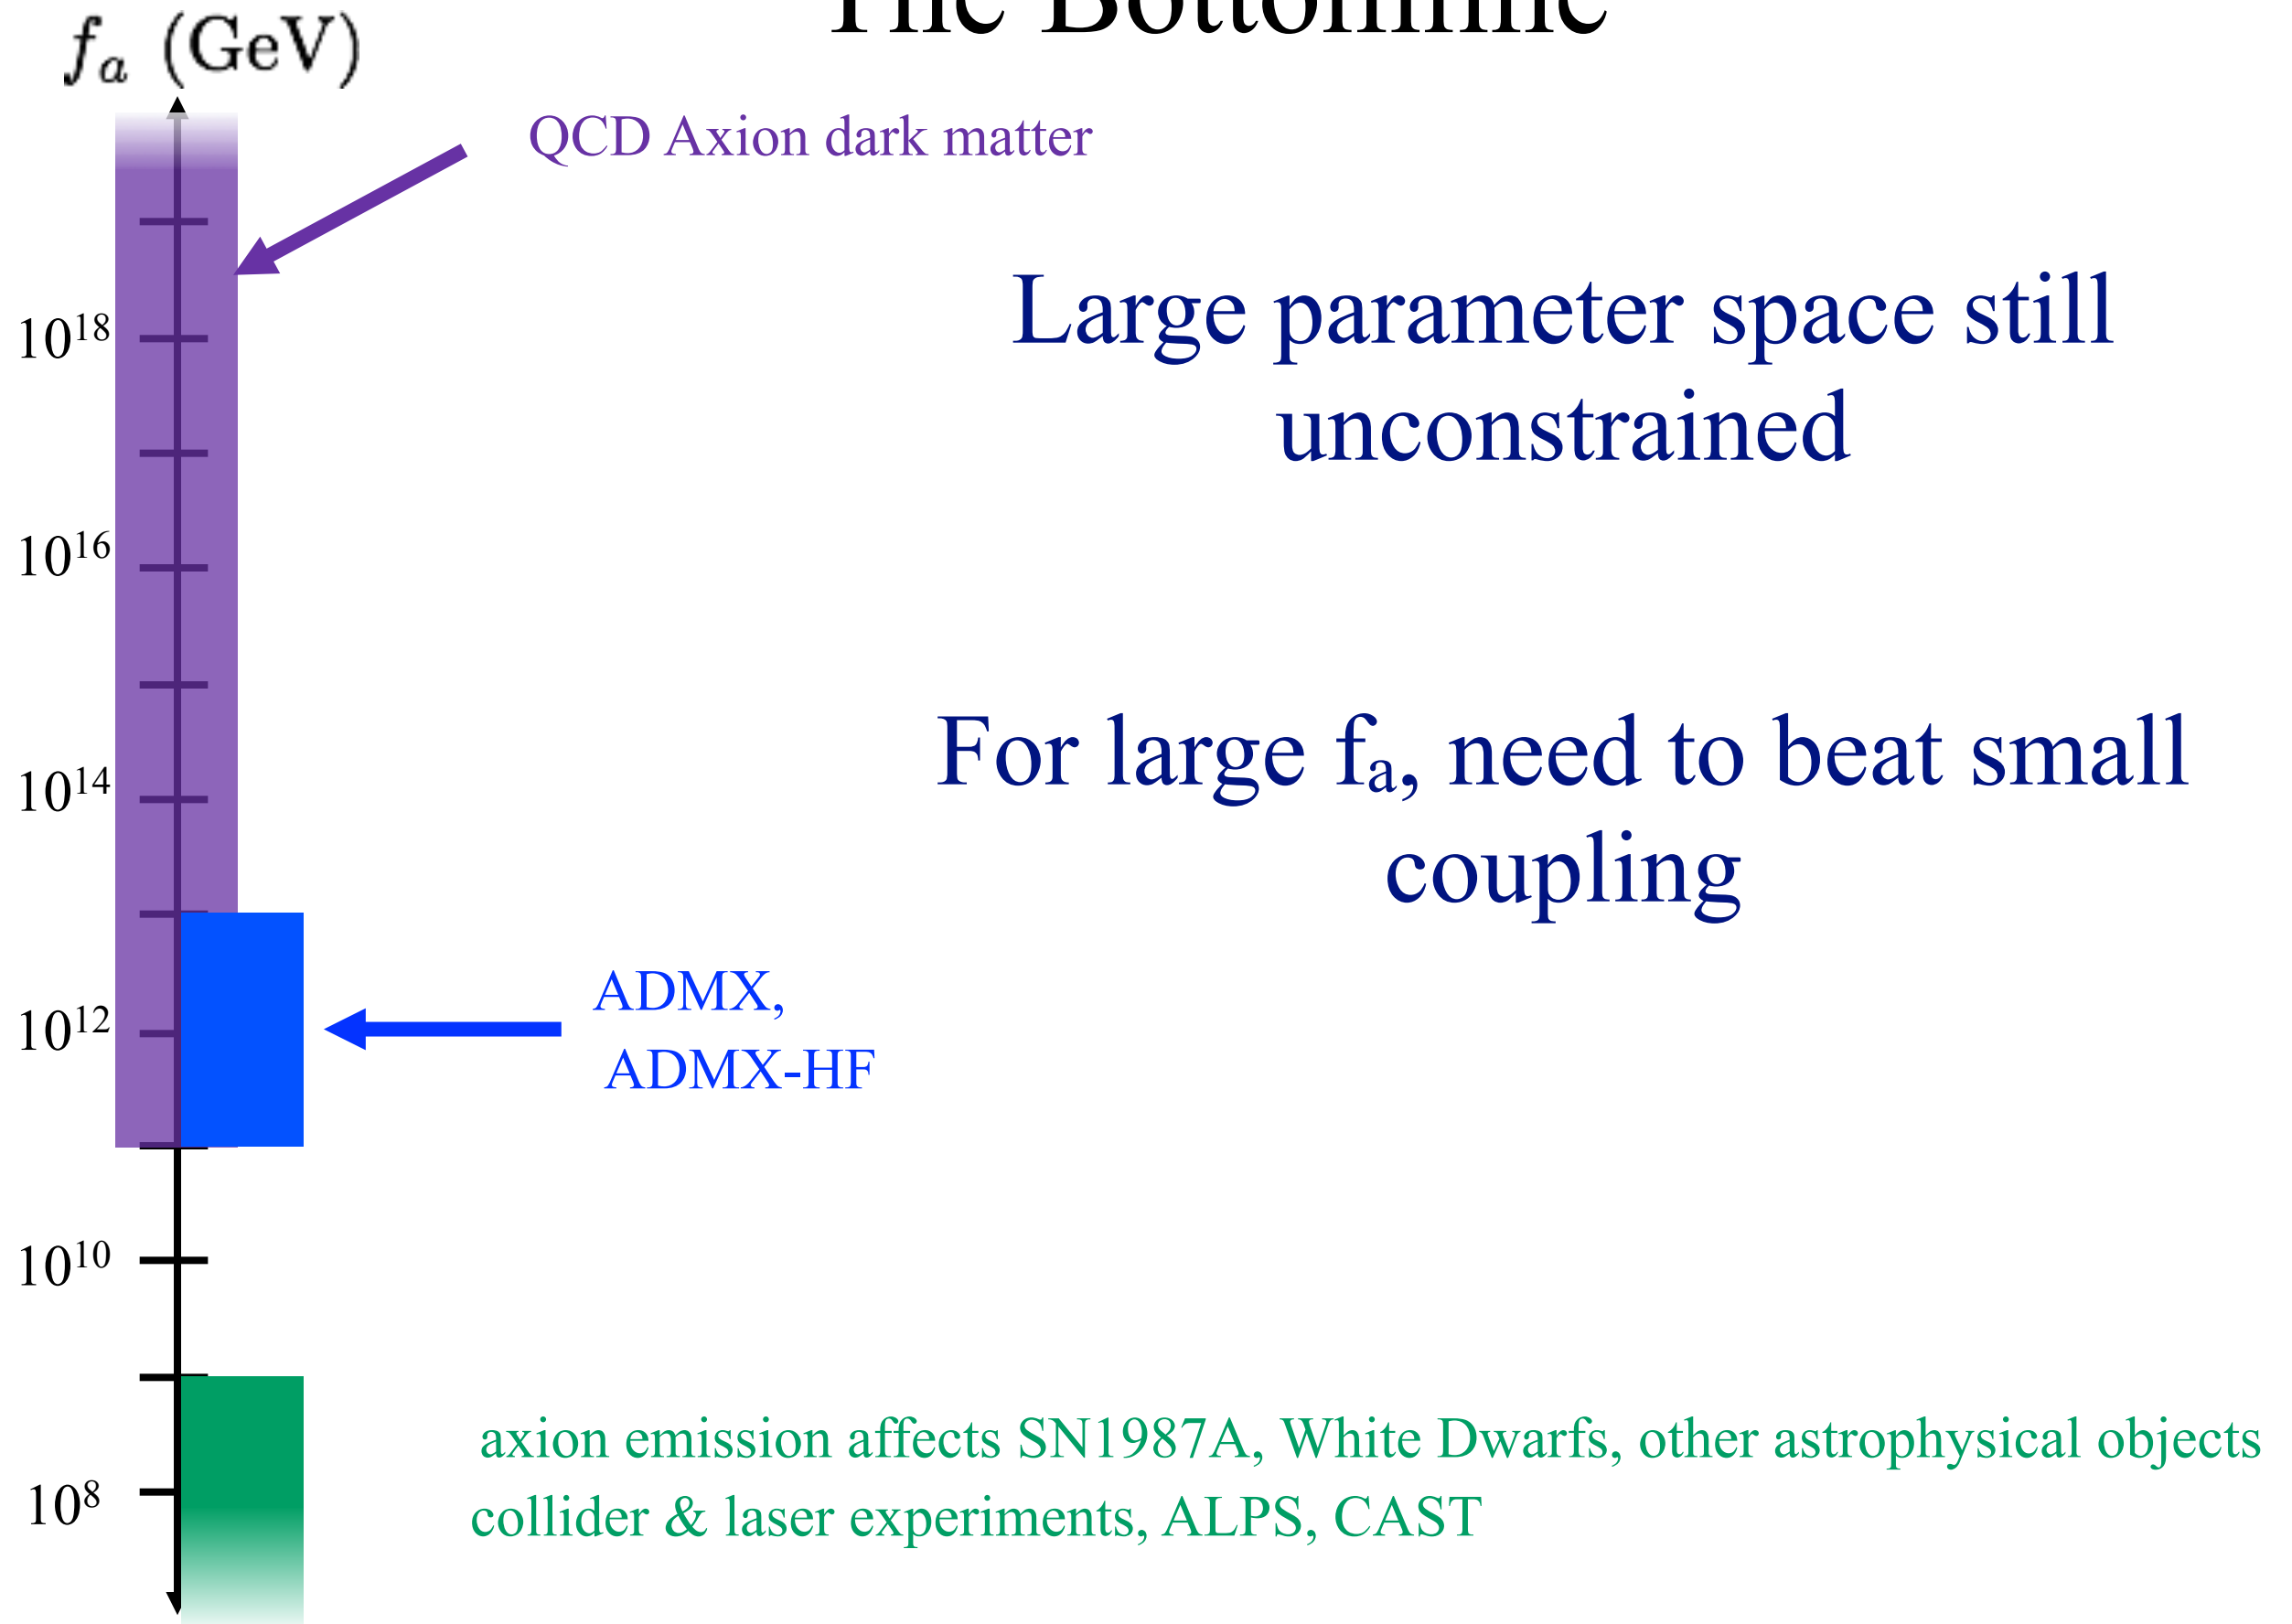 The Bottomline
f_a (GeV)
QCD Axion dark matter
Large parameter space still
unconstrained
10^18
10^16
For large f_a, need to beat small
coupling
10^14
ADMX,
ADMX-HF
10^12
10^10
axion emission affects SN1987A, White Dwarfs, other astrophysical objects
collider & laser experiments, ALPS, CAST
10^8